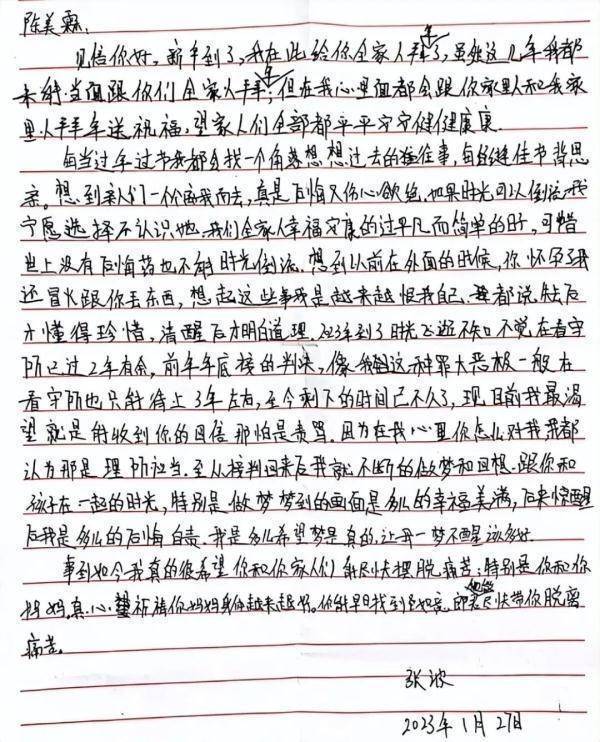 陈美霖：
见信你好，新年到了，我在此给你全家人拜年了，虽然这几年我都
未能当面跟你们全家人拜年，但在我心里面都会跟你家里人和我家
里人拜年送祝福，望家人们全部都平平安安健健康康。
每当过年过节我都会找一个角落想想过去的往事，每逢佳节倍思
亲。想到亲人们一个个离我而去，真是后悔又伤心欲绝，如果时光可以倒流我
宁愿选择不认识她，我们全家人幸福安康的过平凡而简单的日子，可惜
世上没有后悔药也不能时光倒流。想到以前在外面的时候，你怀孕了我
还冒火跟你丢东西，想起这些事我是越来越恨我自己，都说失去后
才懂得珍惜，清醒后才明白道理。2023年到了时光飞逝不知不觉在看守
所已过2年有余，前年年底接的判决，像我们这种罪大恶极一般在
看守所也只能待上3年左右，至今剩下的时间已不久了，现目前我最渴
望就是能收到你的回信那怕是责骂。因为在我心里你怎么对我我都
认为那是理所应当。至从接判回来后我就不断的做梦和回想跟你和
孩子在一起的时光，特别是做梦梦到的画面是多么的幸福美满，后来惊醒
后我是多么的后悔自责。我是多么希望梦是真的，让我一梦不醒该多好。
事到如今我真的很希望你和你家人们能尽快摆脱痛苦；特别是你和你
妈妈。真心祈祷你妈妈身体越来越好。你能早日找到 尽快带你脱离
痛苦。
张波
2023年1月27日